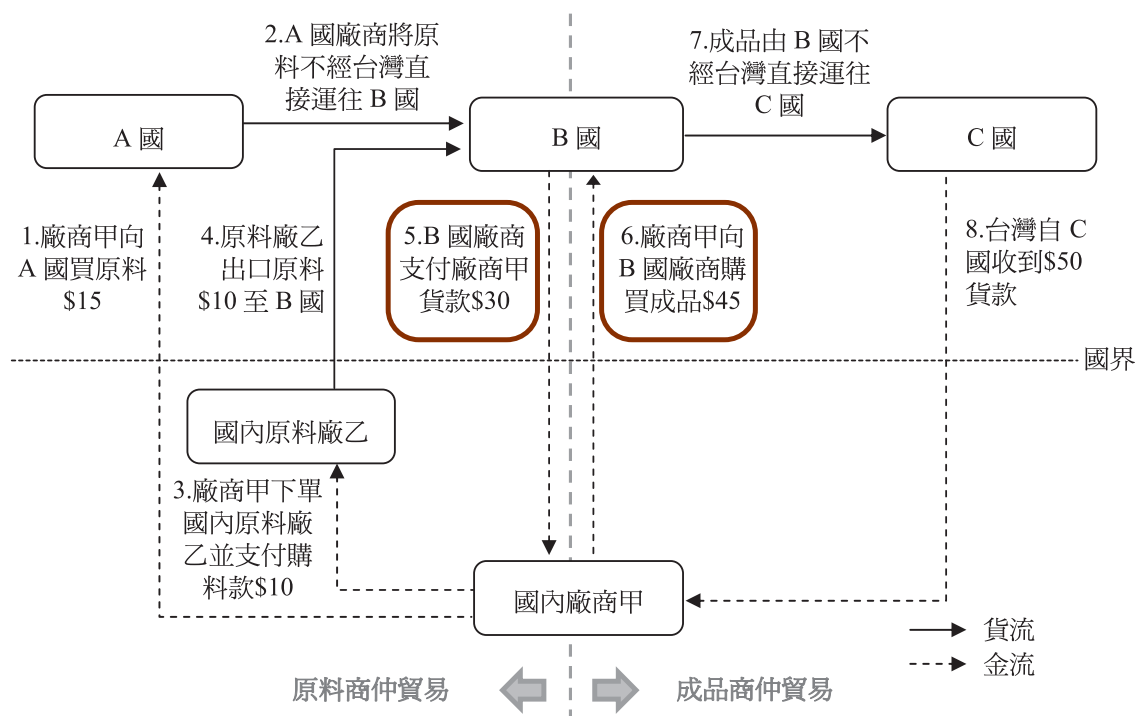 2.A 國廠商將原
料不經台灣直
接運往 B 國
7.成品由 B 國不
經台灣直接運往
C 國
A 國
B 國
C 國
1.廠商甲向
A 國買原料
$15
4.原料廠乙
出口原料
$10 至 B 國
5.B 國廠商
支付廠商甲
貨款$30
6.廠商甲向
B 國廠商購
買成品$45
8.台灣自 C
國收到$50
貨款
國界
國內原料廠乙
3.廠商甲下單
國內原料廠
乙並支付購
料款$10
國內廠商甲
貨流
金流
原料商仲貿易
成品商仲貿易